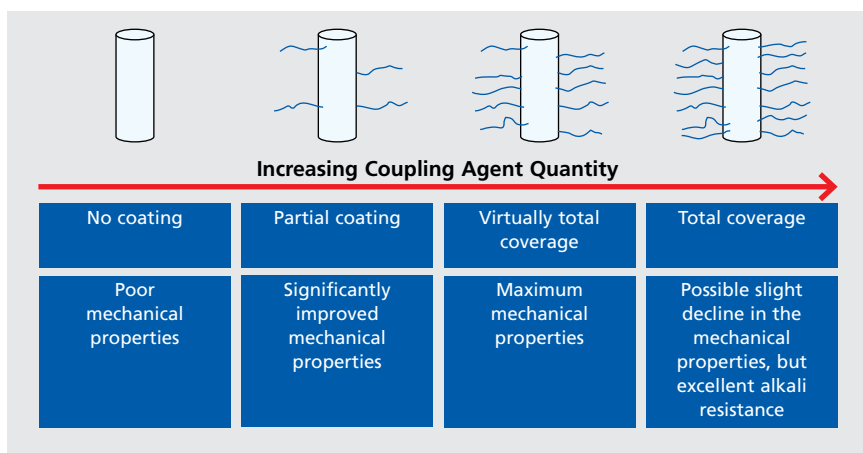 Increasing Coupling Agent Quantity
No coating
Partial coating
Virtually total
coverage
Total coverage
Poor
mechanical
properties
Significantly
improved
mechanical
properties
Maximum
mechanical
properties
Possible slight
decline in the
mechanical
properties, but
excellent alkali
resistance